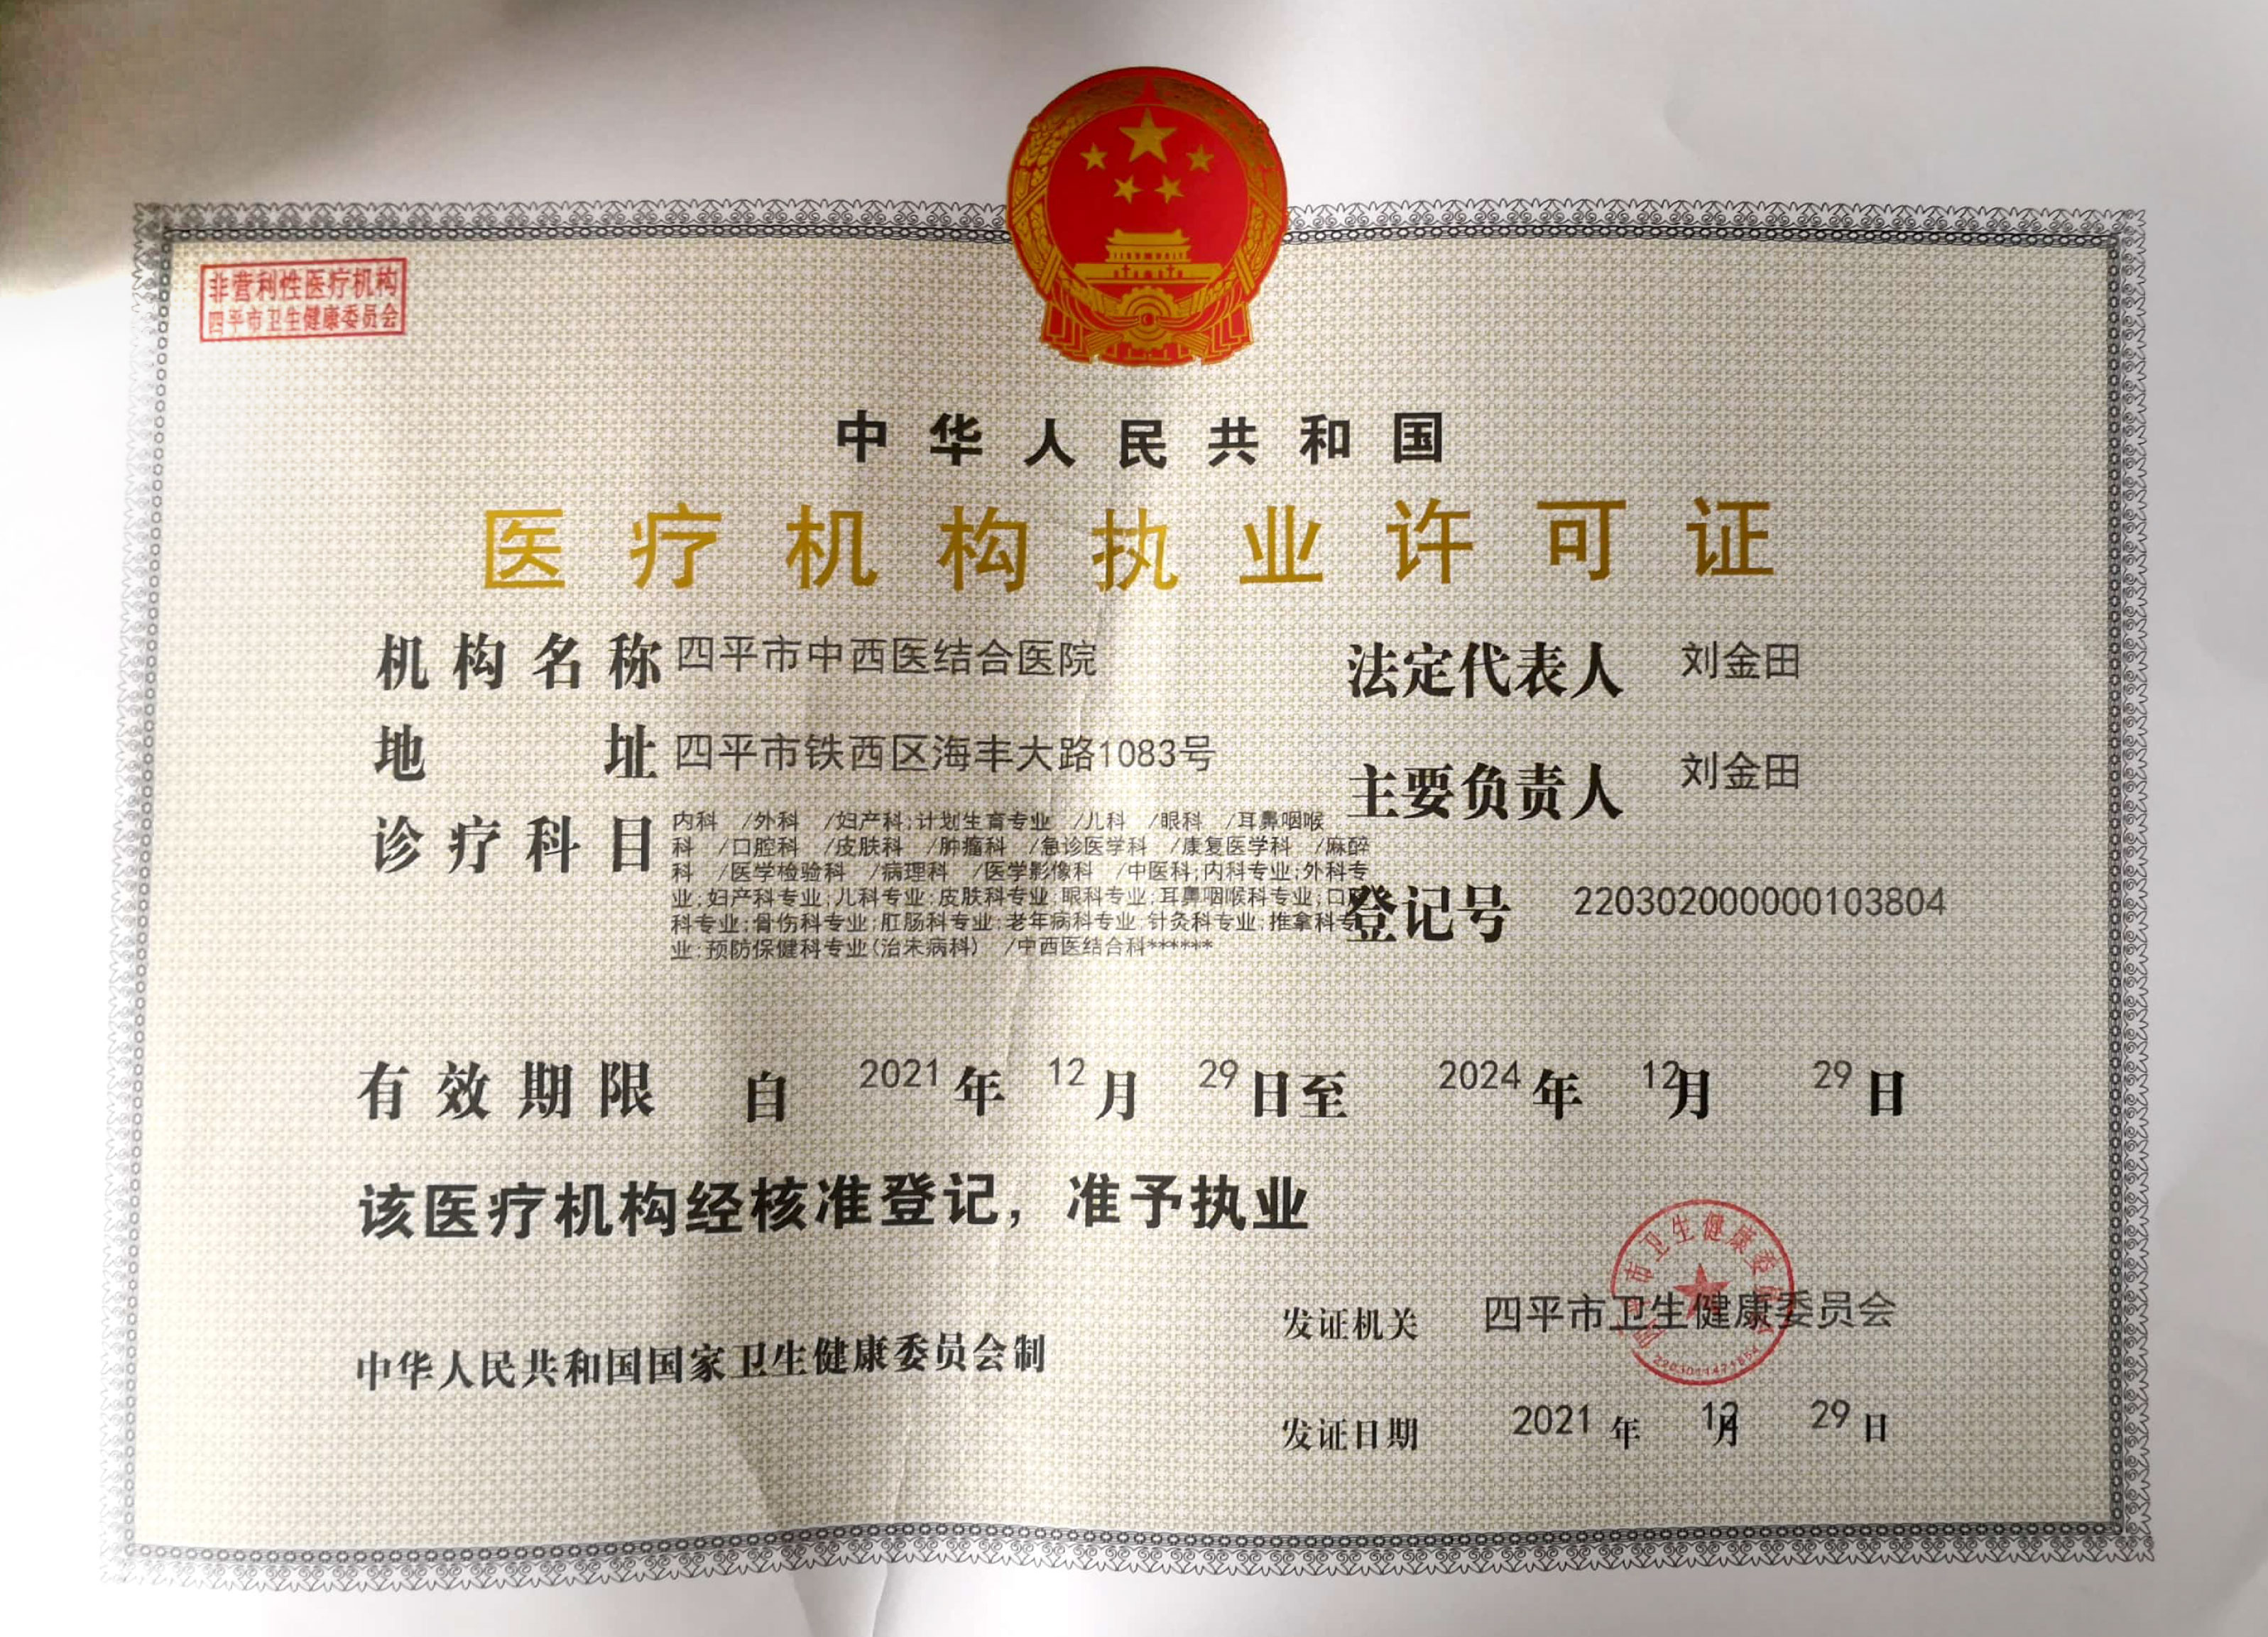 非营利性医疗机构
四平市卫生健康委员会
中华人民共和国
医疗机构执业许可证
机构名称 四平市中西医结合医院
法定代表人 刘金田
地址 四平市铁西区海丰大路1083号
主要负责人 刘金田
诊疗科目 内科 /外科 /妇产科;计划生育专业 /儿科 /眼科 /耳鼻咽喉
科 /口腔科 /皮肤科 /肿瘤科 /急诊医学科 /康复医学科 /麻醉
科 /医学检验科 /病理科 /医学影像科 /中医科;内科专业;外科专
业;妇产科专业;儿科专业;皮肤科专业;眼科专业;耳鼻咽喉科专业;口腔
科专业;骨伤科专业;肛肠科专业;老年病科专业;针灸科专业;推拿科专
业;预防保健科专业(治未病科) /中西医结合科******
登记号 220302000000103804
有效期限 自 2021 年 12 月 29 日至 2024 年 12 月 29 日
该医疗机构经核准登记，准予执业
中华人民共和国国家卫生健康委员会制
发证机关 四平市卫生健康委员会
发证日期 2021 年 12 月 29 日
市卫生健康委员会